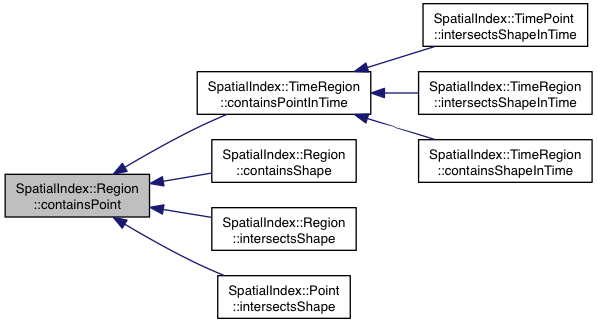 SpatialIndex::TimePoint
::intersectsShapeInTime
SpatialIndex::TimeRegion
::containsPointInTime
SpatialIndex::TimeRegion
::intersectsShapeInTime
SpatialIndex::Region
::containsShape
SpatialIndex::TimeRegion
::containsShapeInTime
SpatialIndex::Region
::containsPoint
SpatialIndex::Region
::intersectsShape
SpatialIndex::Point
::intersectsShape